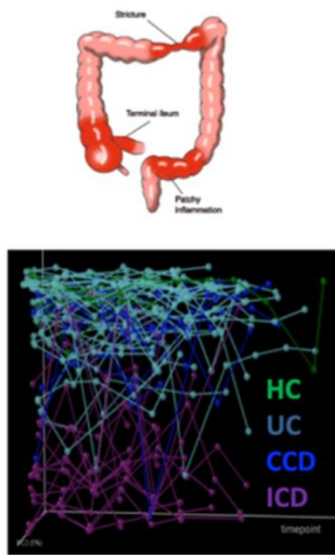 Stricture
Terminal Ileum
Patchy
Inflammation
HC
UC
CCD
ICD
timepoint